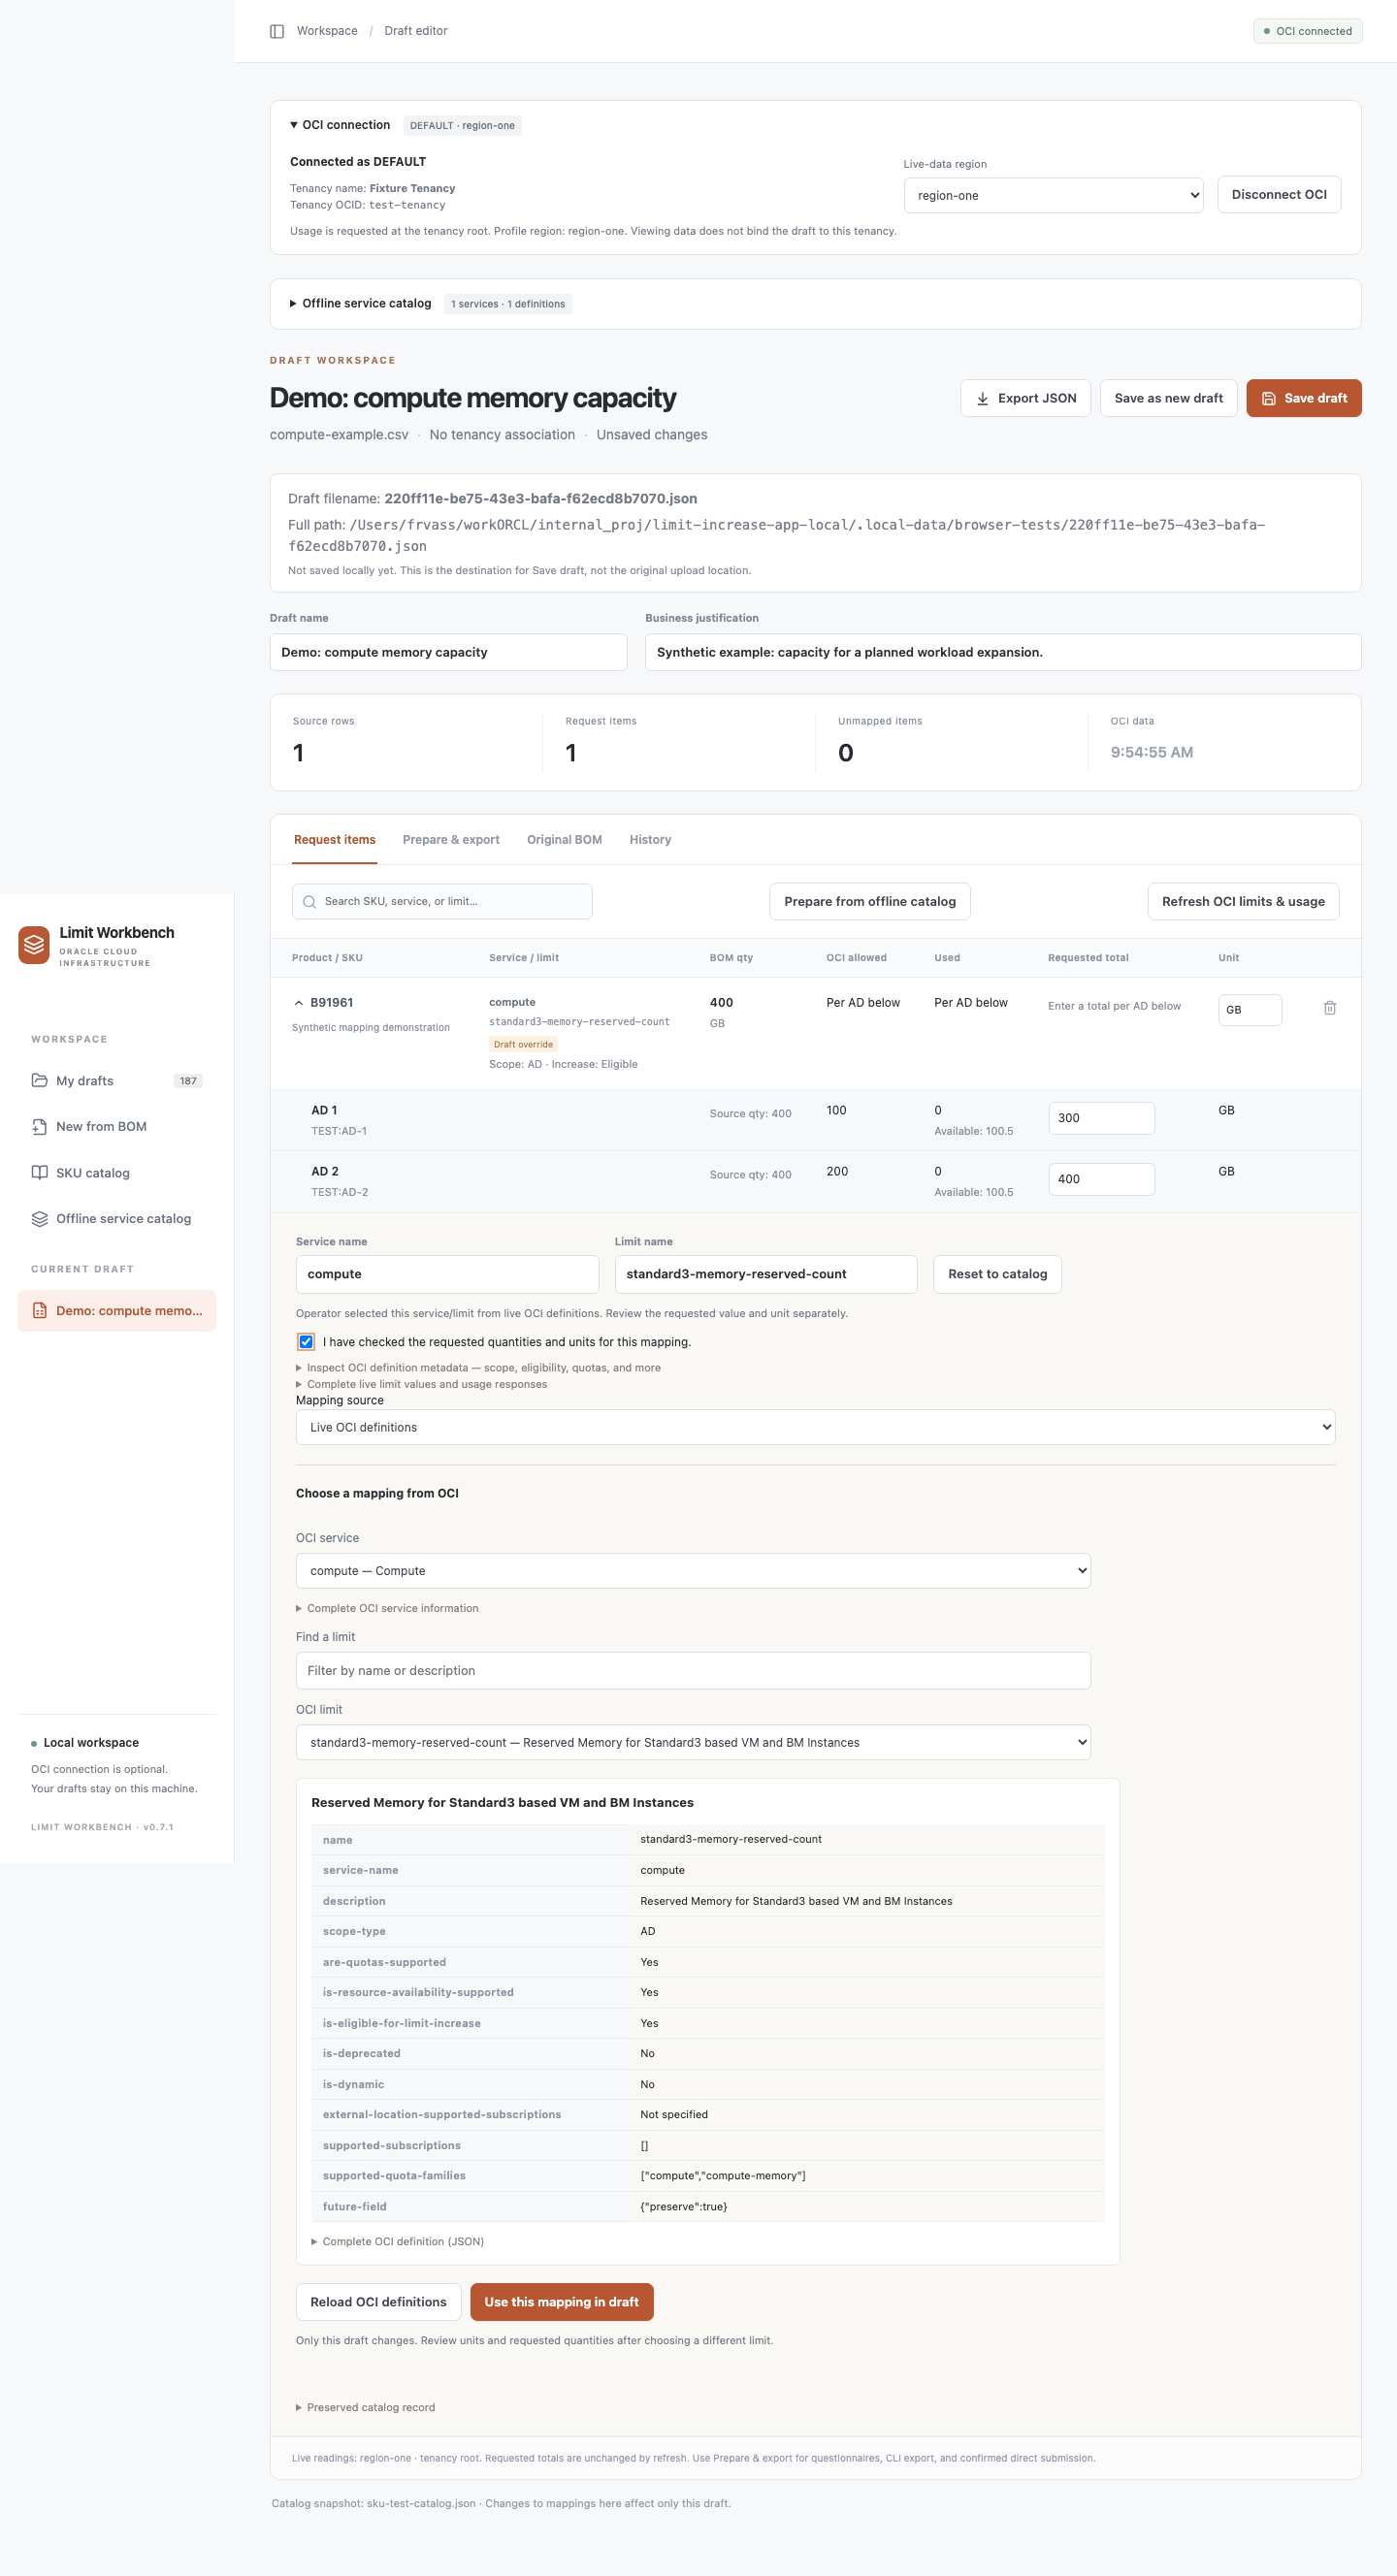 Workspace / Draft editor
OCI connected
OCI connection DEFAULT · region-one
Connected as DEFAULT
Tenancy name: Fixture Tenancy
Tenancy OCID: test-tenancy
Usage is requested at the tenancy root. Profile region: region-one. Viewing data does not bind the draft to this tenancy.
Live-data region
region-one
Disconnect OCI
Offline service catalog 1 services · 1 definitions
DRAFT WORKSPACE
Demo: compute memory capacity
Export JSON
Save as new draft
Save draft
compute-example.csv · No tenancy association · Unsaved changes
Draft filename: 220ff11e-be75-43e3-bafa-f62ecd8b7070.json
Full path: /Users/frvass/workORCL/internal_proj/limit-increase-app-local/.local-data/browser-tests/220ff11e-be75-43e3-bafa-
f62ecd8b7070.json
Not saved locally yet. This is the destination for Save draft, not the original upload location.
Draft name
Demo: compute memory capacity
Business justification
Synthetic example: capacity for a planned workload expansion.
Source rows
1
Request items
1
Unmapped items
0
OCI data
9:54:55 AM
Request items
Prepare & export
Original BOM
History
Search SKU, service, or limit...
Prepare from offline catalog
Refresh OCI limits & usage
Product / SKU Service / limit BOM qty OCI allowed Used Requested total Unit
B91961
Synthetic mapping demonstration
compute
standard3-memory-reserved-count
Draft override
Scope: AD · Increase: Eligible
400
GB
Per AD below
Per AD below
Enter a total per AD below
GB
AD 1
TEST:AD-1
Source qty: 400
100
0
Available: 100.5
300
GB
AD 2
TEST:AD-2
Source qty: 400
200
0
Available: 100.5
400
GB
Service name
compute
Limit name
standard3-memory-reserved-count
Reset to catalog
Operator selected this service/limit from live OCI definitions. Review the requested value and unit separately.
I have checked the requested quantities and units for this mapping.
Inspect OCI definition metadata — scope, eligibility, quotas, and more
Complete live limit values and usage responses
Mapping source
Live OCI definitions
Choose a mapping from OCI
OCI service
compute — Compute
Complete OCI service information
Find a limit
Filter by name or description
OCI limit
standard3-memory-reserved-count — Reserved Memory for Standard3 based VM and BM Instances
Reserved Memory for Standard3 based VM and BM Instances
name standard3-memory-reserved-count
service-name compute
description Reserved Memory for Standard3 based VM and BM Instances
scope-type AD
are-quotas-supported Yes
is-resource-availability-supported Yes
is-eligible-for-limit-increase Yes
is-deprecated No
is-dynamic No
external-location-supported-subscriptions Not specified
supported-subscriptions []
supported-quota-families ["compute","compute-memory"]
future-field {"preserve":true}
Complete OCI definition (JSON)
Reload OCI definitions
Use this mapping in draft
Only this draft changes. Review units and requested quantities after choosing a different limit.
Preserved catalog record
Live readings: region-one · tenancy root. Requested totals are unchanged by refresh. Use Prepare & export for questionnaires, CLI export, and confirmed direct submission.
Catalog snapshot: sku-test-catalog.json · Changes to mappings here affect only this draft.
Limit Workbench
ORACLE CLOUD
INFRASTRUCTURE
WORKSPACE
My drafts 187
New from BOM
SKU catalog
Offline service catalog
CURRENT DRAFT
Demo: compute memo...
Local workspace
OCI connection is optional.
Your drafts stay on this machine.
LIMIT WORKBENCH · v0.7.1